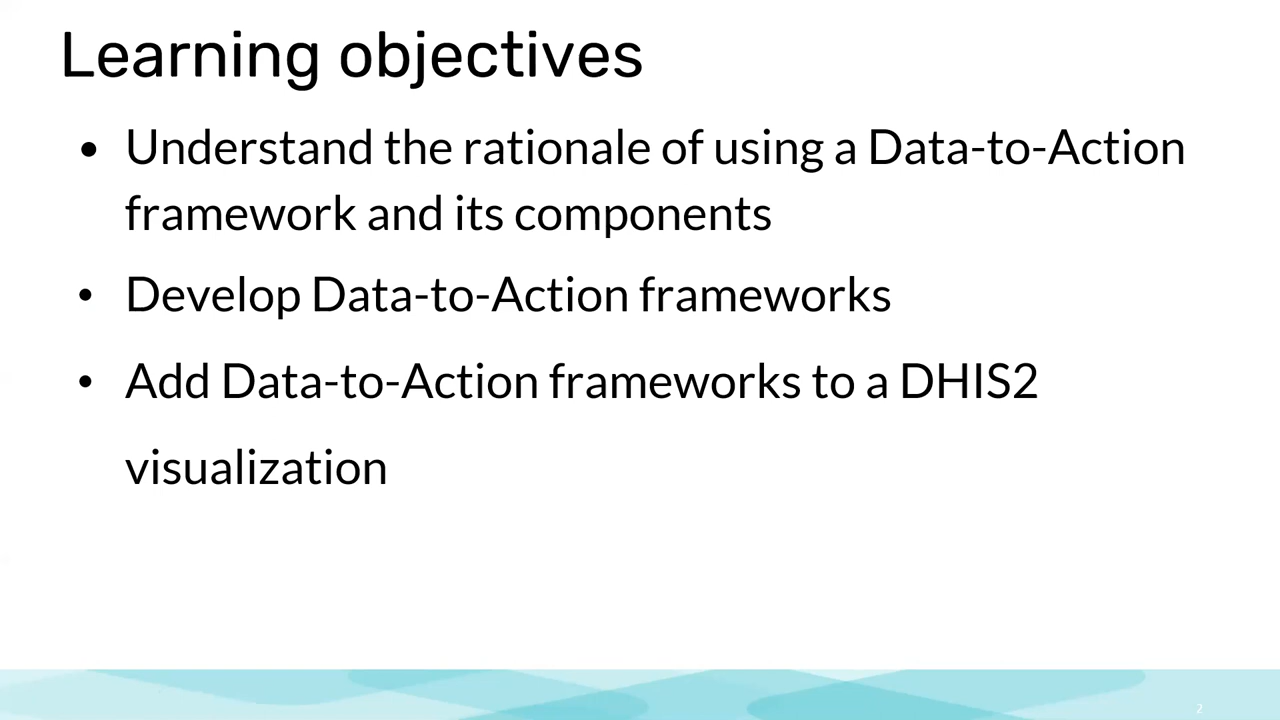 Learning objectives
• Understand the rationale of using a Data-to-Action
framework and its components
• Develop Data-to-Action frameworks
• Add Data-to-Action frameworks to a DHIS2
visualization
2